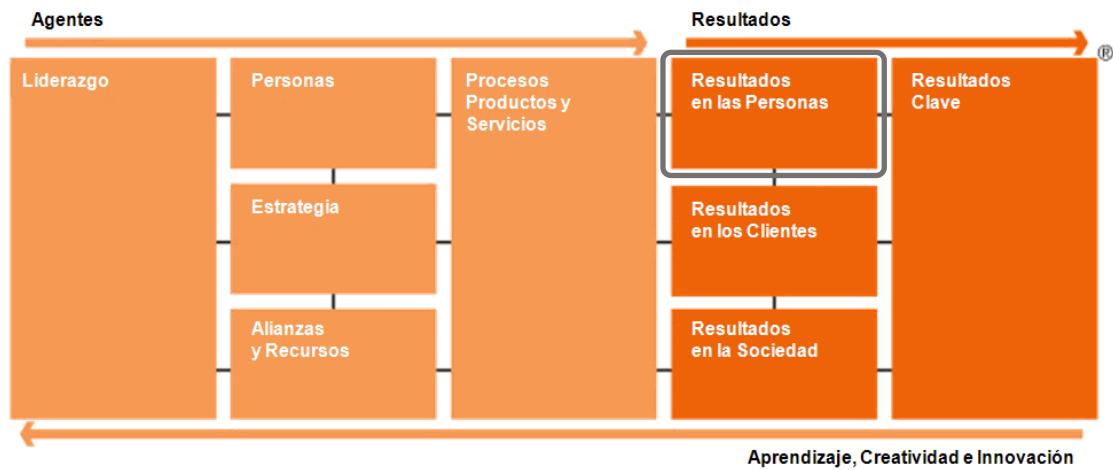 Agentes
Resultados
®
Liderazgo
Personas
Procesos
Productos y
Servicios
Resultados
en las Personas
Resultados
Clave
Estrategia
Resultados
en los Clientes
Alianzas
y Recursos
Resultados
en la Sociedad
Aprendizaje, Creatividad e Innovación